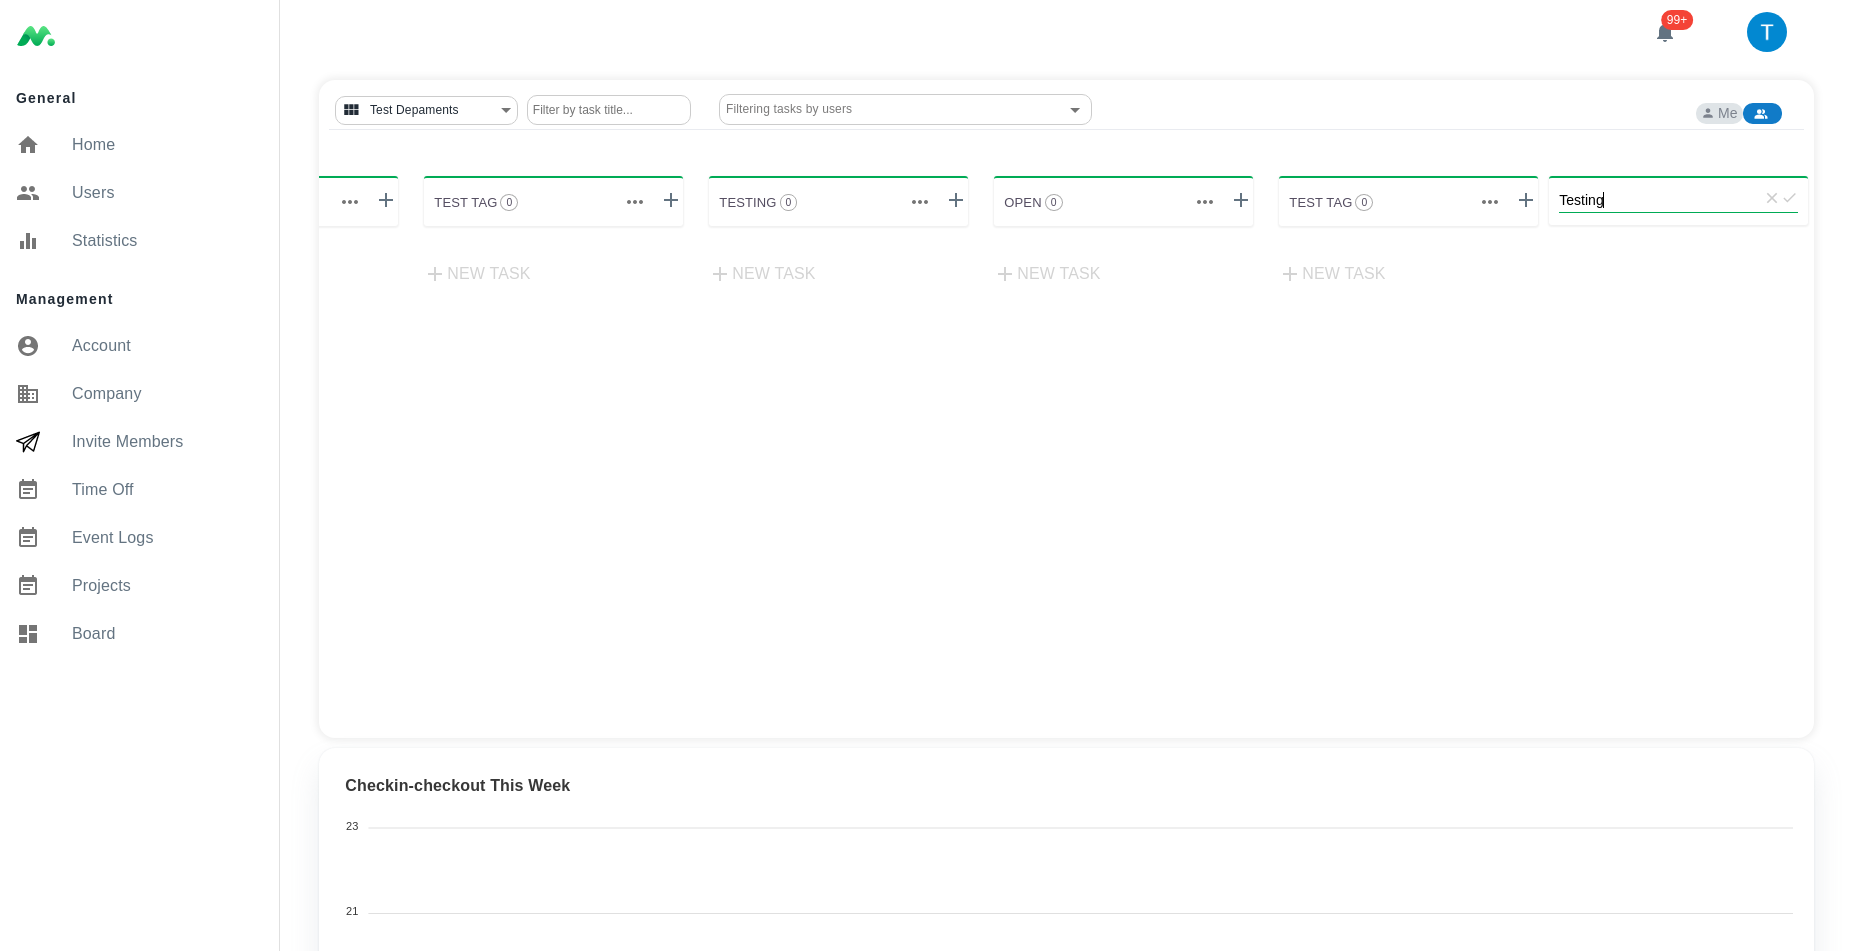 99+
T
General
Home
Users
Statistics
Management
Account
Company
Invite Members
Time Off
Event Logs
Projects
Board
Test Depaments
Filter by task title...
Filtering tasks by users
Me
TEST TAG 0
TESTING 0
OPEN 0
TEST TAG 0
Testing
NEW TASK
NEW TASK
NEW TASK
NEW TASK
Checkin-checkout This Week
23
21